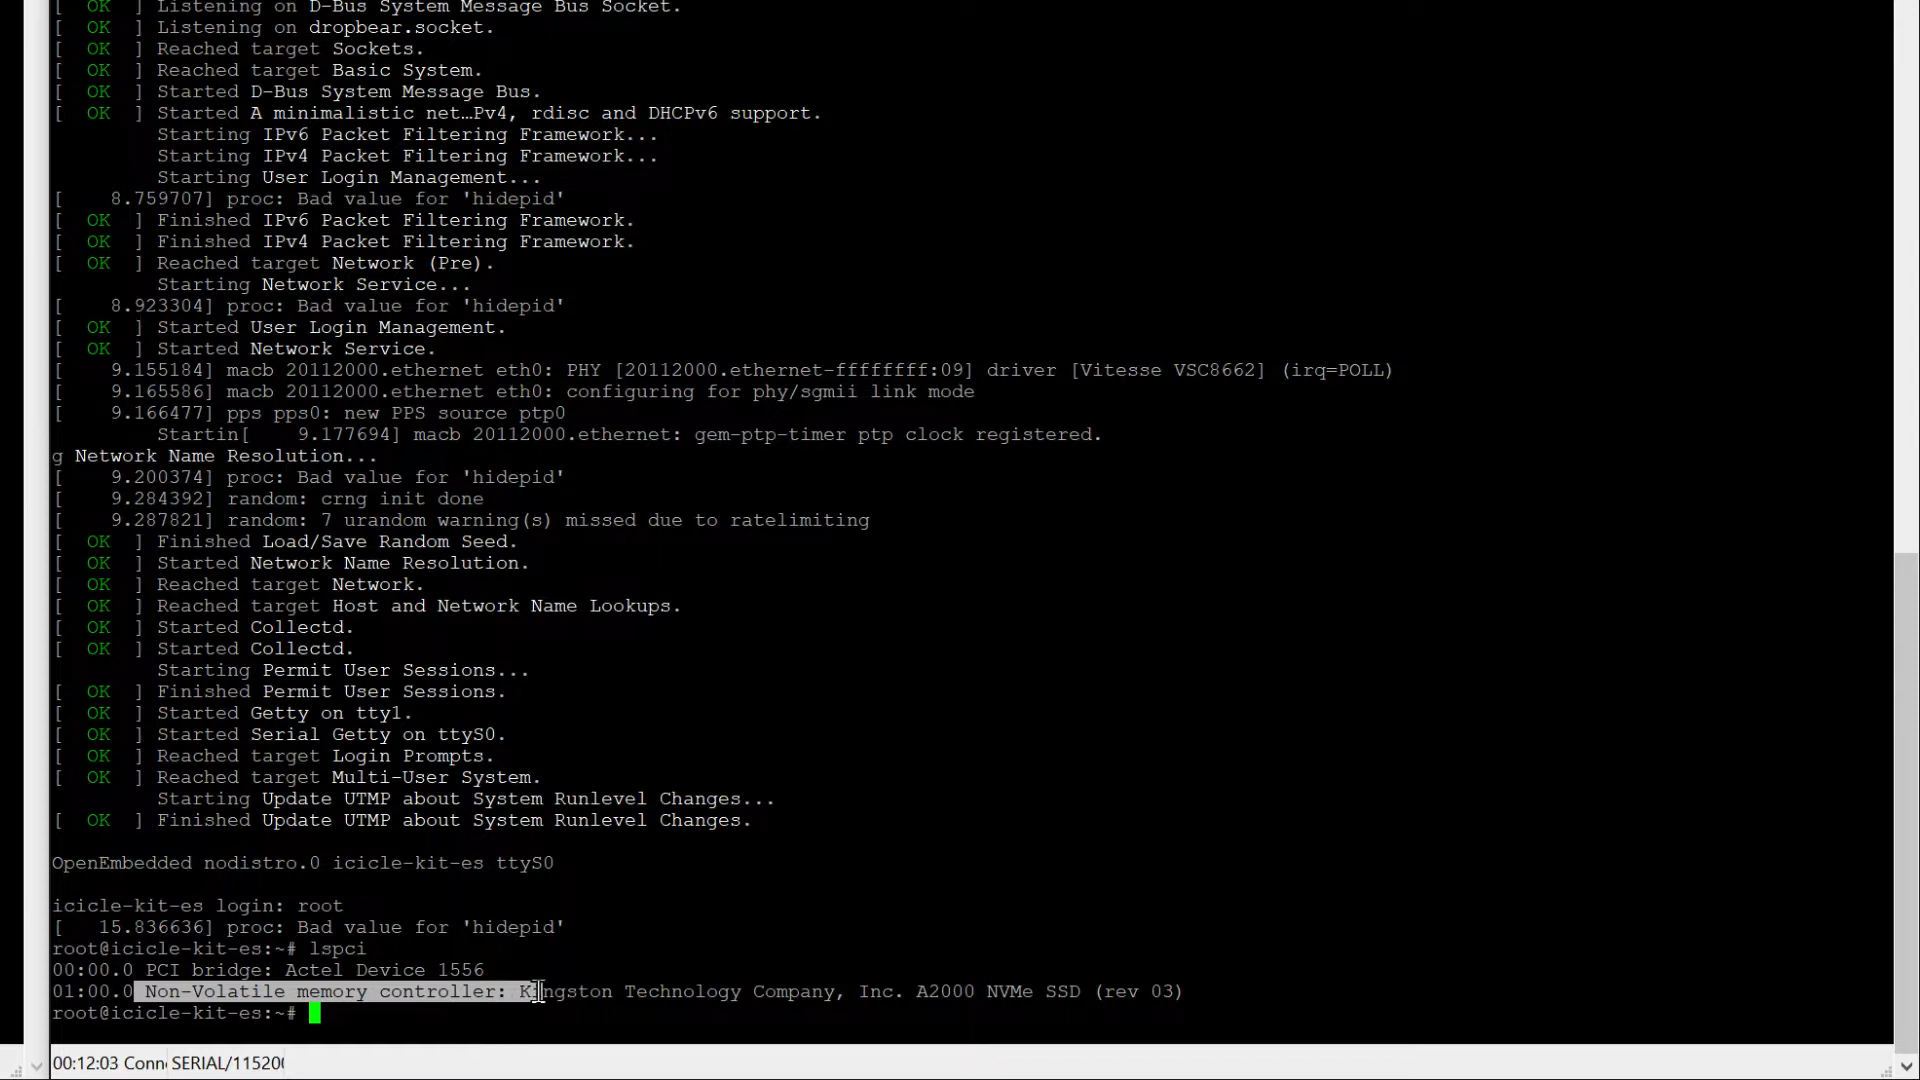 [  OK  ] Listening on D-Bus System Message Bus Socket.
[  OK  ] Listening on dropbear.socket.
[  OK  ] Reached target Sockets.
[  OK  ] Reached target Basic System.
[  OK  ] Started D-Bus System Message Bus.
[  OK  ] Started A minimalistic net…Pv4, rdisc and DHCPv6 support.
         Starting IPv6 Packet Filtering Framework...
         Starting IPv4 Packet Filtering Framework...
         Starting User Login Management...
[    8.759707] proc: Bad value for 'hidepid'
[  OK  ] Finished IPv6 Packet Filtering Framework.
[  OK  ] Finished IPv4 Packet Filtering Framework.
[  OK  ] Reached target Network (Pre).
         Starting Network Service...
[    8.923304] proc: Bad value for 'hidepid'
[  OK  ] Started User Login Management.
[  OK  ] Started Network Service.
[    9.155184] macb 20112000.ethernet eth0: PHY [20112000.ethernet-ffffffff:09] driver [Vitesse VSC8662] (irq=POLL)
[    9.165586] macb 20112000.ethernet eth0: configuring for phy/sgmii link mode
[    9.166477] pps pps0: new PPS source ptp0
         Startin[    9.177694] macb 20112000.ethernet: gem-ptp-timer ptp clock registered.
g Network Name Resolution...
[    9.200374] proc: Bad value for 'hidepid'
[    9.284392] random: crng init done
[    9.287821] random: 7 urandom warning(s) missed due to ratelimiting
[  OK  ] Finished Load/Save Random Seed.
[  OK  ] Started Network Name Resolution.
[  OK  ] Reached target Network.
[  OK  ] Reached target Host and Network Name Lookups.
[  OK  ] Started Collectd.
[  OK  ] Started Collectd.
         Starting Permit User Sessions...
[  OK  ] Finished Permit User Sessions.
[  OK  ] Started Getty on tty1.
[  OK  ] Started Serial Getty on ttyS0.
[  OK  ] Reached target Login Prompts.
[  OK  ] Reached target Multi-User System.
         Starting Update UTMP about System Runlevel Changes...
[  OK  ] Finished Update UTMP about System Runlevel Changes.
OpenEmbedded nodistro.0 icicle-kit-es ttyS0
icicle-kit-es login: root
[   15.836636] proc: Bad value for 'hidepid'
root@icicle-kit-es:~# lspci
00:00.0 PCI bridge: Actel Device 1556
01:00.0 Non-Volatile memory controller: Kingston Technology Company, Inc. A2000 NVMe SSD (rev 03)
root@icicle-kit-es:~#
00:12:03 Conne SERIAL/115200